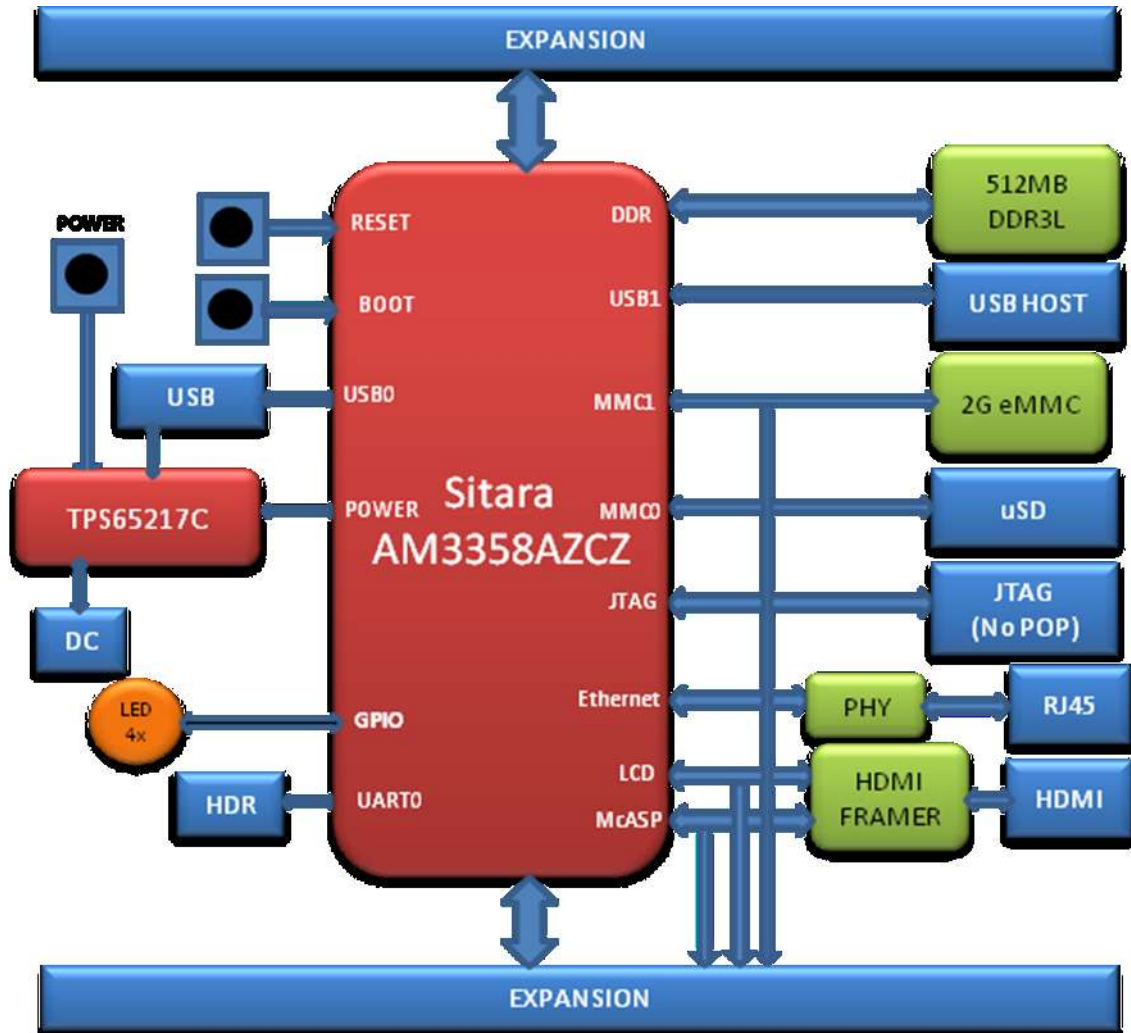 EXPANSION
POWER
RESET
BOOT
USB
USB0
TPS65217C
POWER
DC
LED
4x
GPIO
HDR
UART0
Sitara
AM3358AZCZ
DDR
512MB
DDR3L
USB1
USB HOST
MMC1
2G eMMC
MMC0
uSD
JTAG
JTAG
(No POP)
Ethernet
PHY
RJ45
LCD
McASP
HDMI
FRAMER
HDMI
EXPANSION